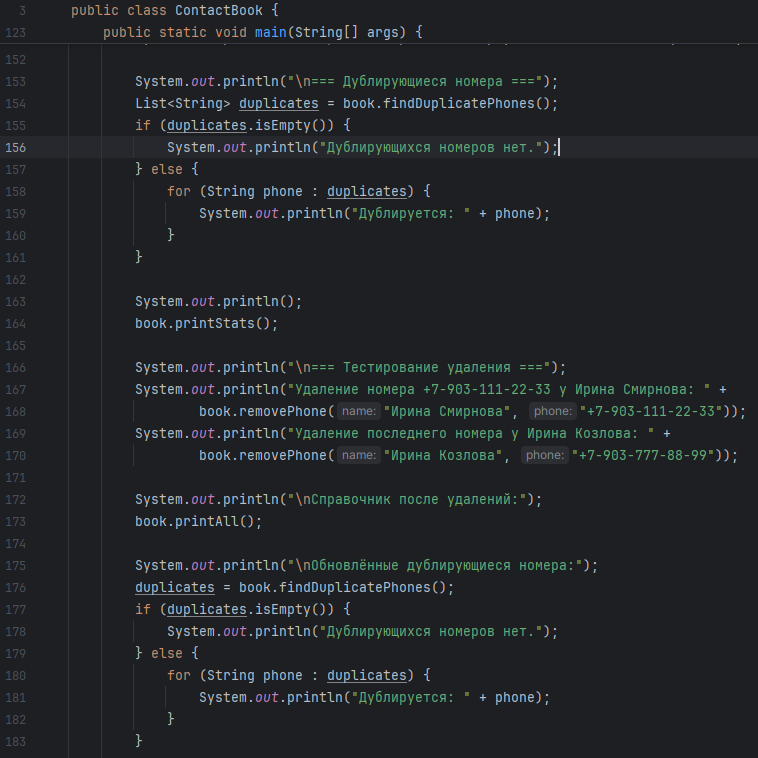 3 public class ContactBook {
123 public static void main(String[] args) {
152
153 System.out.println("\n=== Дублирующиеся номера ===");
154 List<String> duplicates = book.findDuplicatePhones();
155 if (duplicates.isEmpty()) {
156 System.out.println("Дублирующихся номеров нет.");
157 } else {
158 for (String phone : duplicates) {
159 System.out.println("Дублируется: " + phone);
160 }
161 }
162
163 System.out.println();
164 book.printStats();
165
166 System.out.println("\n=== Тестирование удаления ===");
167 System.out.println("Удаление номера +7-903-111-22-33 у Ирина Смирнова: " +
168 book.removePhone( name: "Ирина Смирнова", phone: "+7-903-111-22-33"));
169 System.out.println("Удаление последнего номера у Ирина Козлова: " +
170 book.removePhone( name: "Ирина Козлова", phone: "+7-903-777-88-99"));
171
172 System.out.println("\nСправочник после удалений:");
173 book.printAll();
174
175 System.out.println("\nОбновлённые дублирующиеся номера:");
176 duplicates = book.findDuplicatePhones();
177 if (duplicates.isEmpty()) {
178 System.out.println("Дублирующихся номеров нет.");
179 } else {
180 for (String phone : duplicates) {
181 System.out.println("Дублируется: " + phone);
182 }
183 }